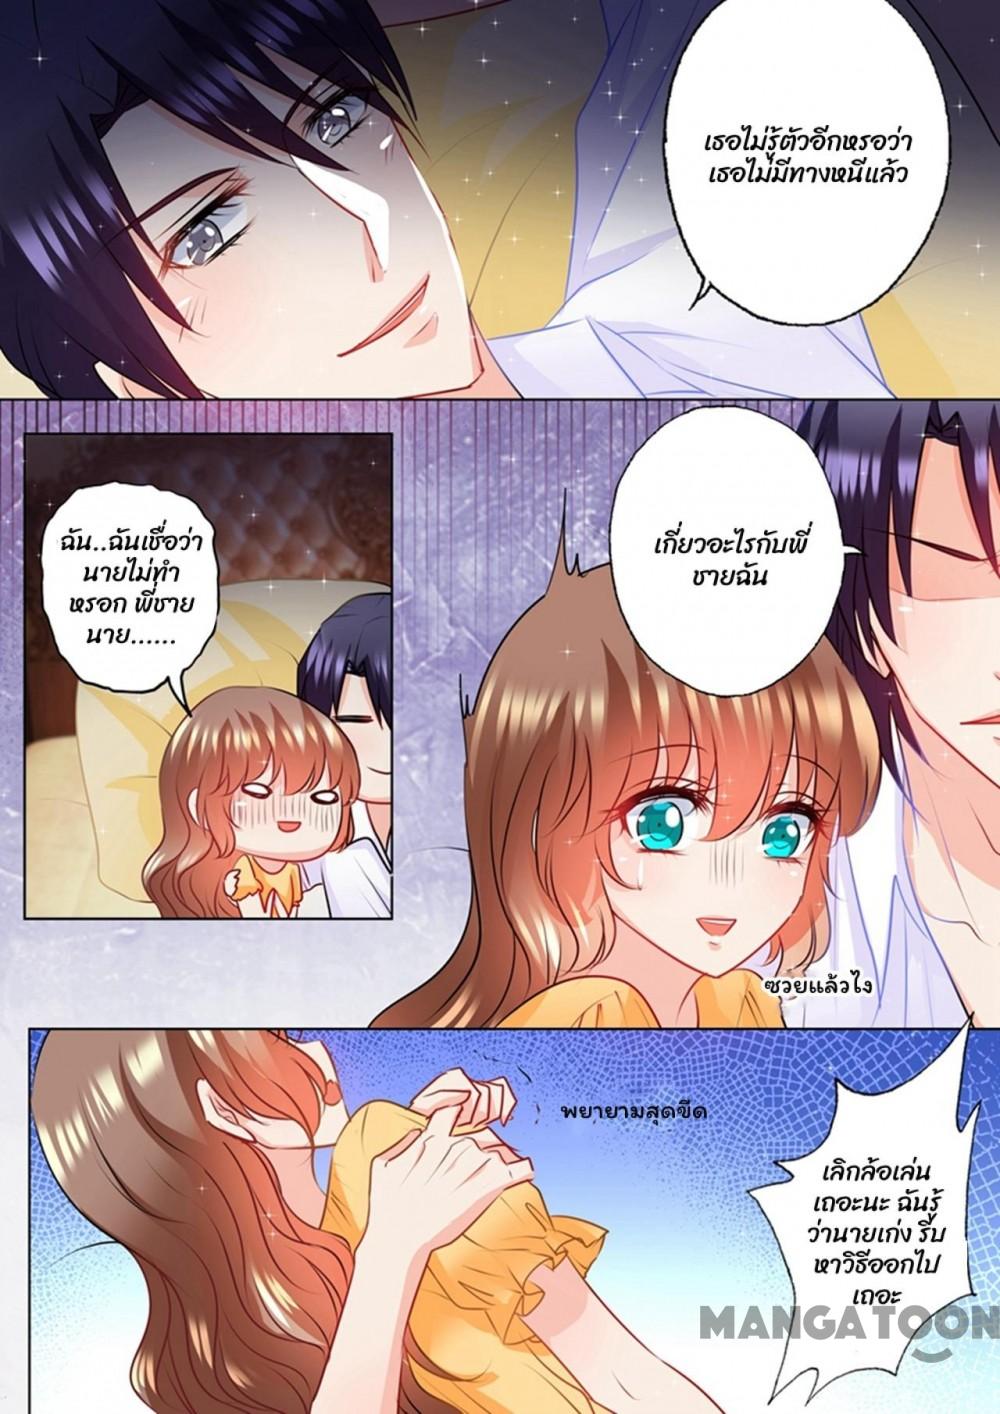 เธอไม่รู้ตัวอีกหรอว่า
เธอไม่มีทางหนีแล้ว
ฉัน..ฉันเชื่อว่า
นายไม่ทำ
หรอก พี่ชาย
นาย......
เกี่ยวอะไรกับพี่
ชายฉัน
ซวยแล้วไง
พยายามสุดขีด
เลิกล้อเล่น
เถอะนะ ฉันรู้
ว่านายเก่ง รีบ
หาวิธีออกไป
เถอะ
MANGATOON